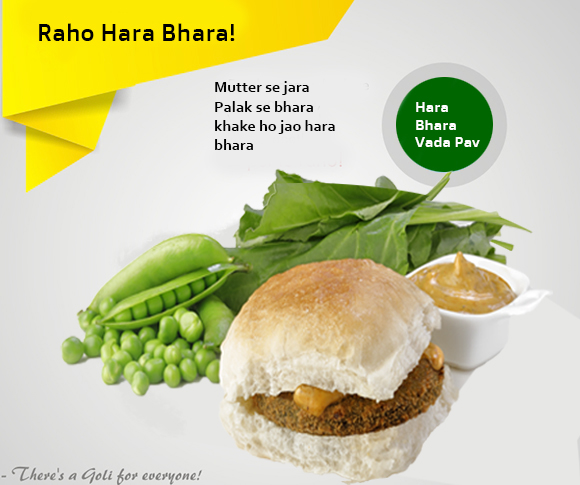 Raho Hara Bhara!
Mutter se jara
Palak se bhara
khake ho jao hara
bhara
Hara
Bhara
Vada Pav
- There's a Goli for everyone!